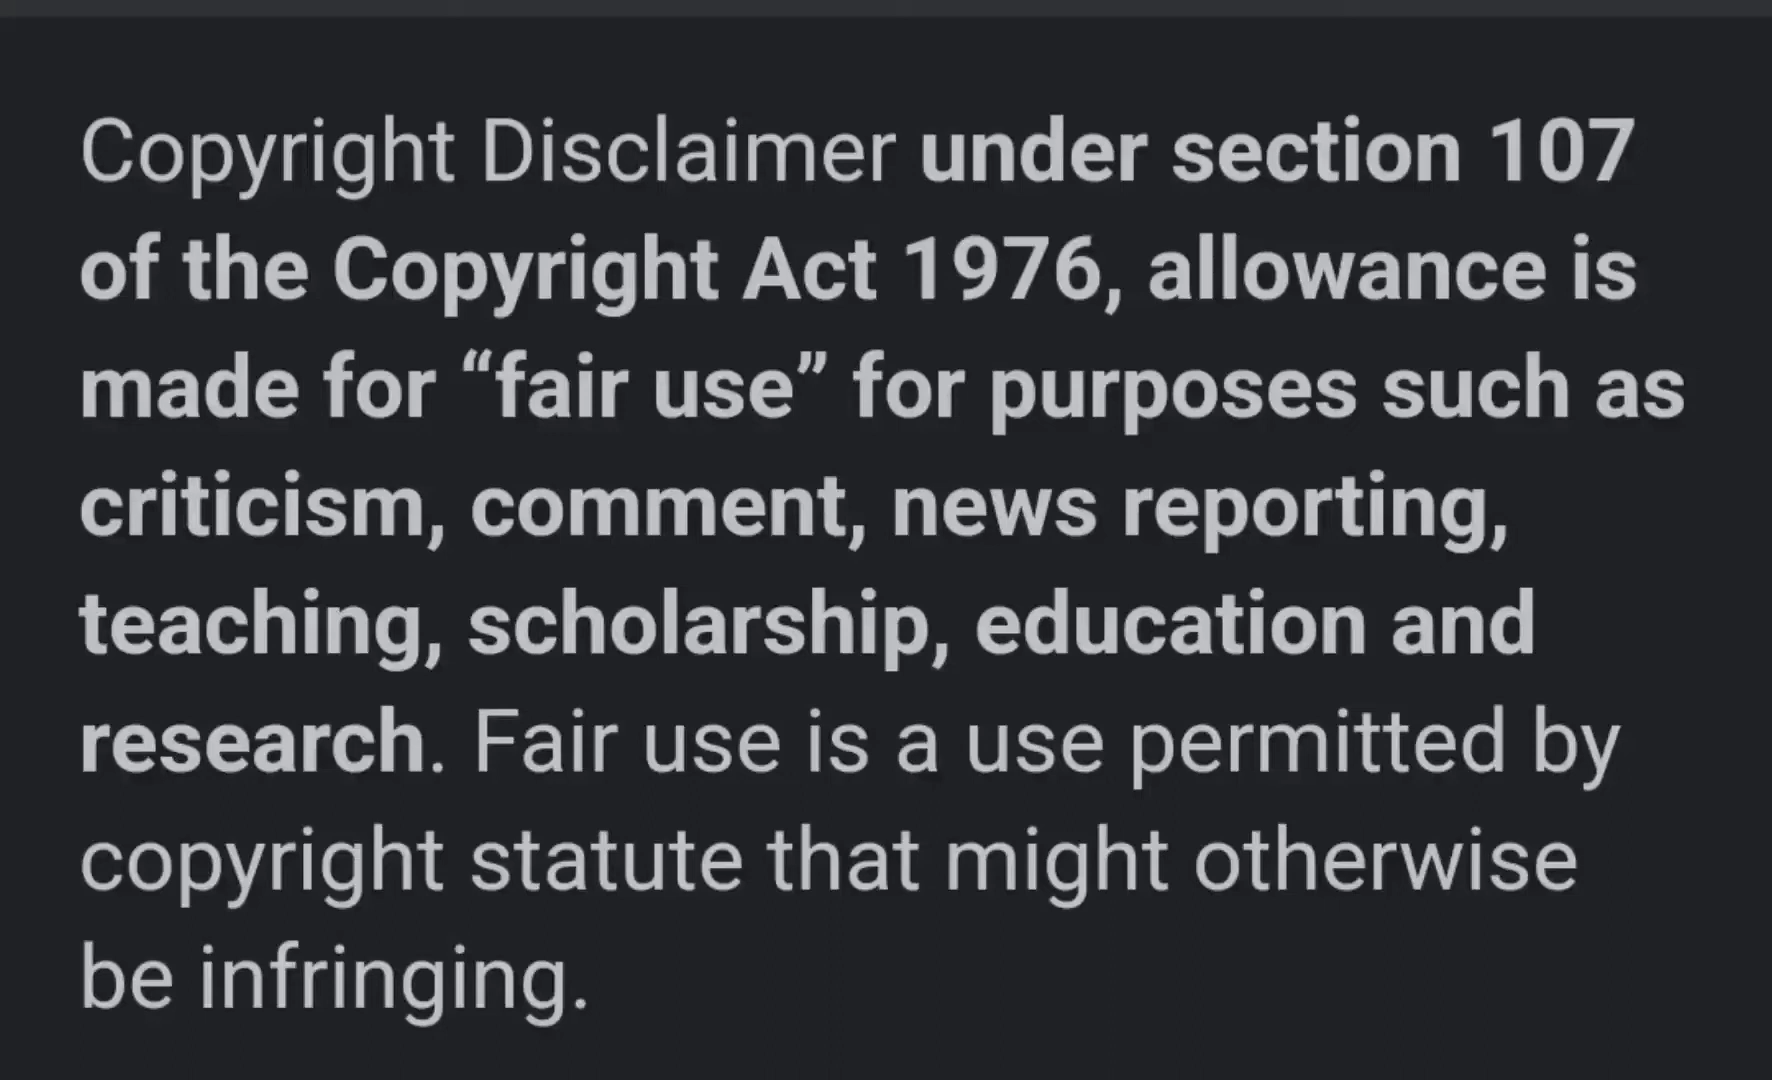 Copyright Disclaimer under section 107
of the Copyright Act 1976, allowance is
made for “fair use” for purposes such as
criticism, comment, news reporting,
teaching, scholarship, education and
research. Fair use is a use permitted by
copyright statute that might otherwise
be infringing.